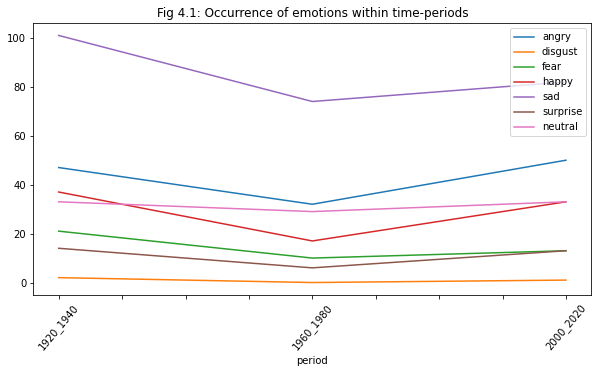 Fig 4.1: Occurrence of emotions within time-periods
angry
disgust
fear
happy
sad
surprise
neutral
100
80
60
40
20
0
1920_1940
1960_1980
2000_2020
period